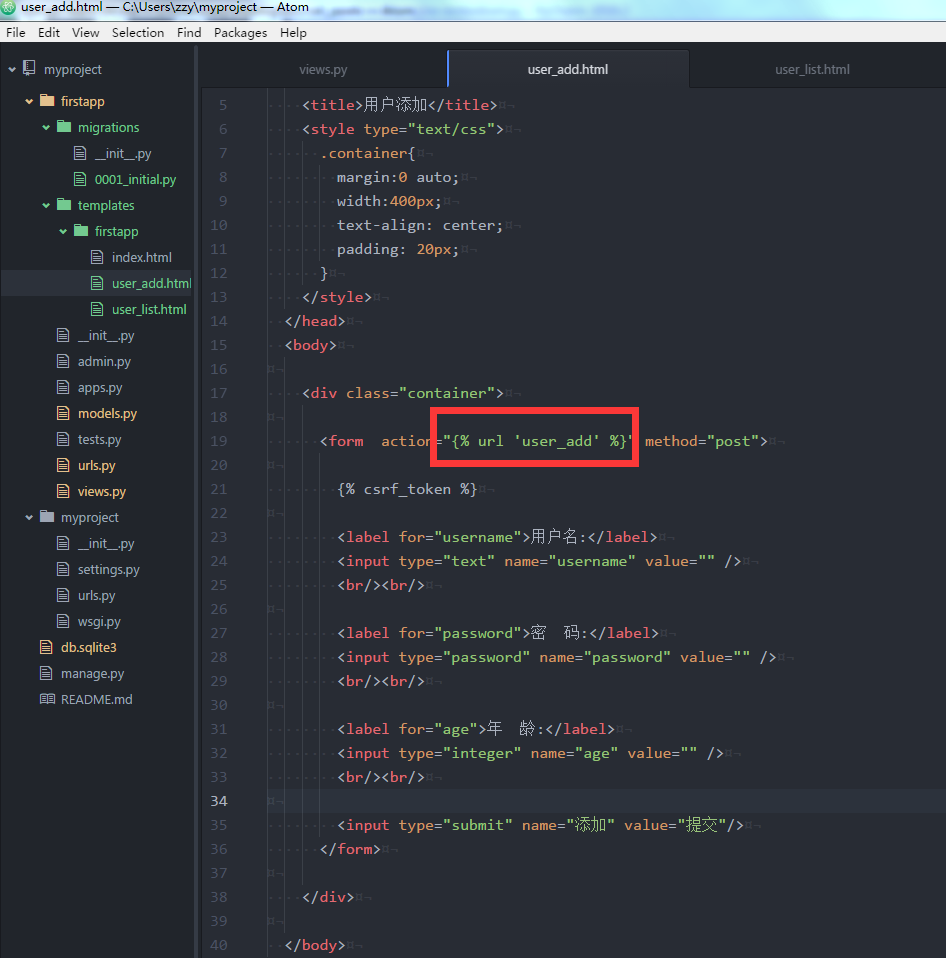 user_add.html — C:\Users\zzy\myproject — Atom
File Edit View Selection Find Packages Help
myproject
firstapp
migrations
__init__.py
0001_initial.py
templates
firstapp
index.html
user_add.html
user_list.html
__init__.py
admin.py
apps.py
models.py
tests.py
urls.py
views.py
myproject
__init__.py
settings.py
urls.py
wsgi.py
db.sqlite3
manage.py
README.md
views.py user_add.html user_list.html
5 <title>用户添加</title>
6 <style type="text/css">
7 .container{
8 margin:0 auto;
9 width:400px;
10 text-align: center;
11 padding: 20px;
12 }
13 </style>
14 </head>
15 <body>
16
17 <div class="container">
18
19 <form  action="{% url 'user_add' %}" method="post">
20
21 {% csrf_token %}
22
23 <label for="username">用户名:</label>
24 <input type="text" name="username" value="" />
25 <br/><br/>
26
27 <label for="password">密　码:</label>
28 <input type="password" name="password" value="" />
29 <br/><br/>
30
31 <label for="age">年　龄:</label>
32 <input type="integer" name="age" value="" />
33 <br/><br/>
34
35 <input type="submit" name="添加" value="提交"/>
36 </form>
37
38 </div>
39
40 </body>